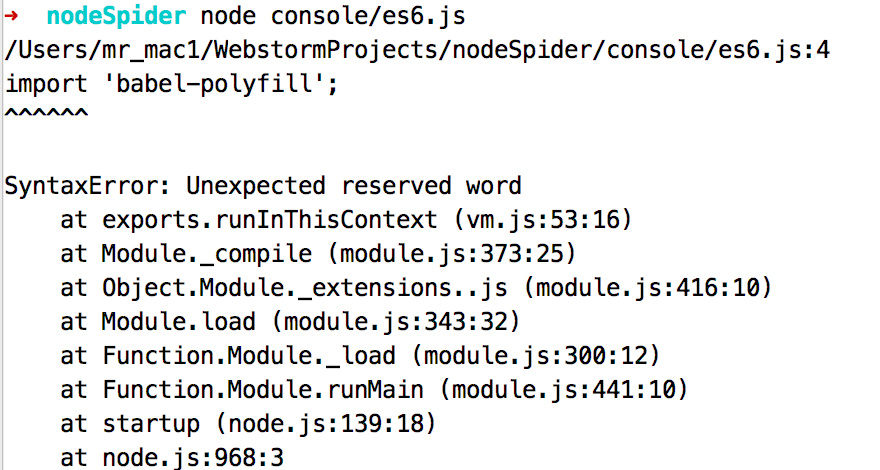 ➜  nodeSpider node console/es6.js
/Users/mr_mac1/WebstormProjects/nodeSpider/console/es6.js:4
import 'babel-polyfill';
^^^^^^

SyntaxError: Unexpected reserved word
    at exports.runInThisContext (vm.js:53:16)
    at Module._compile (module.js:373:25)
    at Object.Module._extensions..js (module.js:416:10)
    at Module.load (module.js:343:32)
    at Function.Module._load (module.js:300:12)
    at Function.Module.runMain (module.js:441:10)
    at startup (node.js:139:18)
    at node.js:968:3